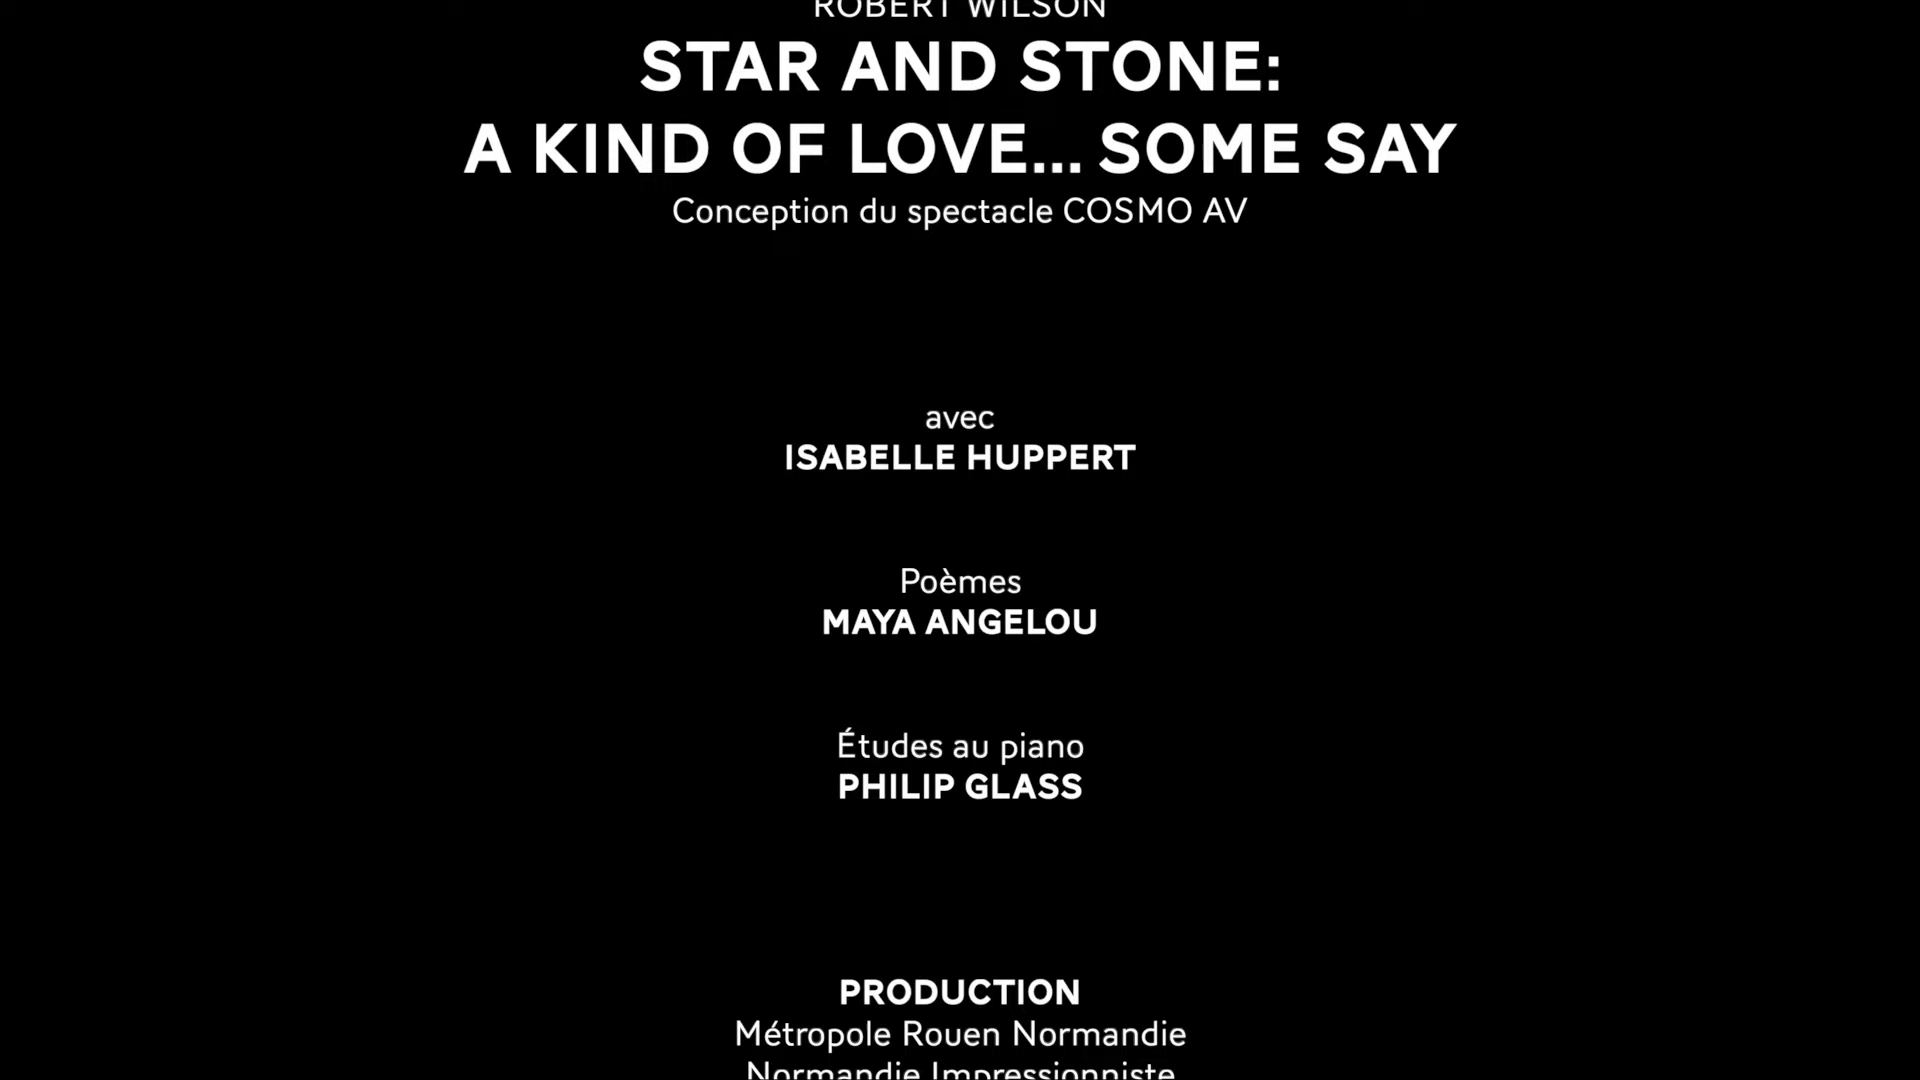 ROBERT WILSON
STAR AND STONE:
A KIND OF LOVE... SOME SAY
Conception du spectacle COSMO AV
avec
ISABELLE HUPPERT
Poèmes
MAYA ANGELOU
Études au piano
PHILIP GLASS
PRODUCTION
Métropole Rouen Normandie
Normandie Impressionniste